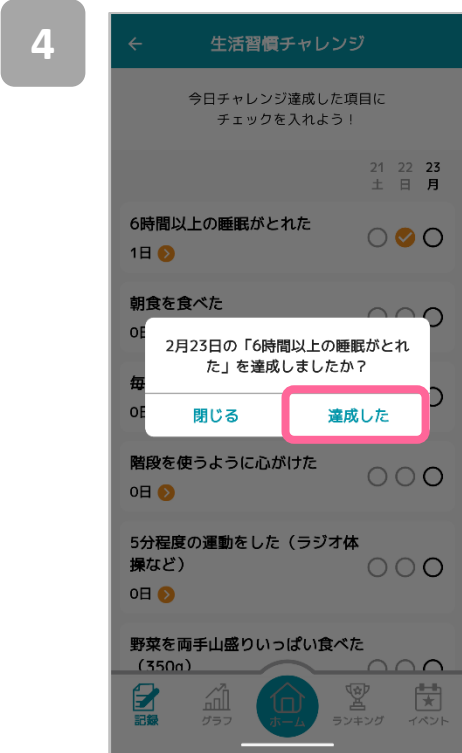 4
生活習慣チャレンジ
今日チャレンジ達成した項目に
チェックを入れよう！
21 22 23
土 日 月
6時間以上の睡眠がとれた
1日
朝食を食べた
0日
2月23日の「6時間以上の睡眠がとれ
た」を達成しましたか？
毎
0日
閉じる 達成した
階段を使うように心がけた
0日
5分程度の運動をした（ラジオ体
操など）
0日
野菜を両手山盛りいっぱい食べた
（350g）
記録 グラフ ホーム ランキング イベント